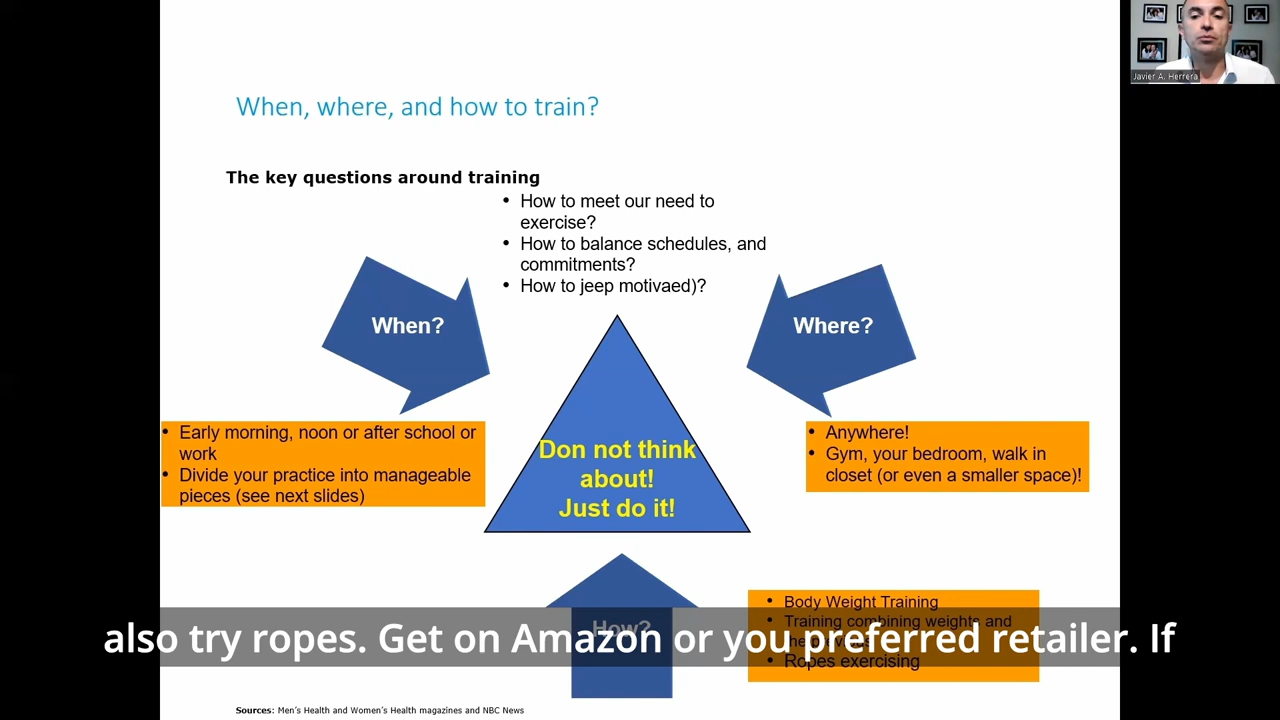 Javier A. Herrera
When, where, and how to train?
The key questions around training
• How to meet our need to
exercise?
• How to balance schedules, and
commitments?
• How to jeep motivaed)?
When?
Where?
• Early morning, noon or after school or
work
• Divide your practice into manageable
pieces (see next slides)
Don not think
about!
Just do it!
• Anywhere!
• Gym, your bedroom, walk in
closet (or even a smaller space)!
How?
• Body Weight Training
• Training combining weights and
• Ropes exercising
also try ropes. Get on Amazon or you preferred retailer. If
Sources: Men's Health and Women's Health magazines and NBC News